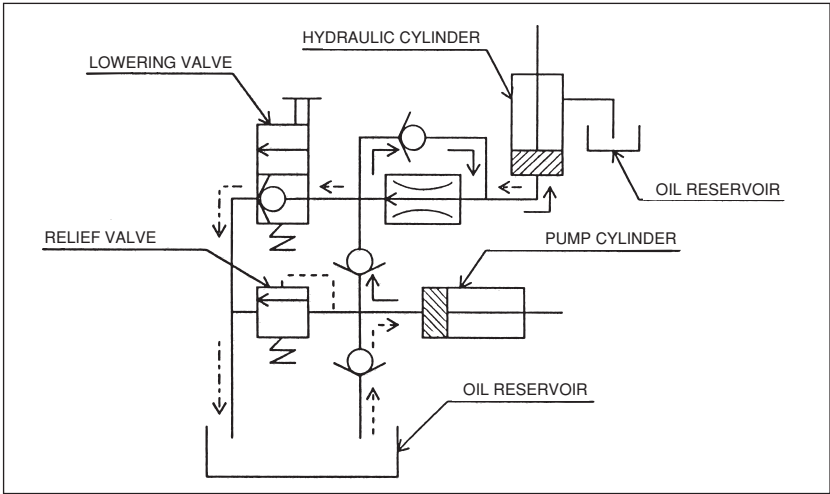 HYDRAULIC CYLINDER
LOWERING VALVE
OIL RESERVOIR
RELIEF VALVE
PUMP CYLINDER
OIL RESERVOIR